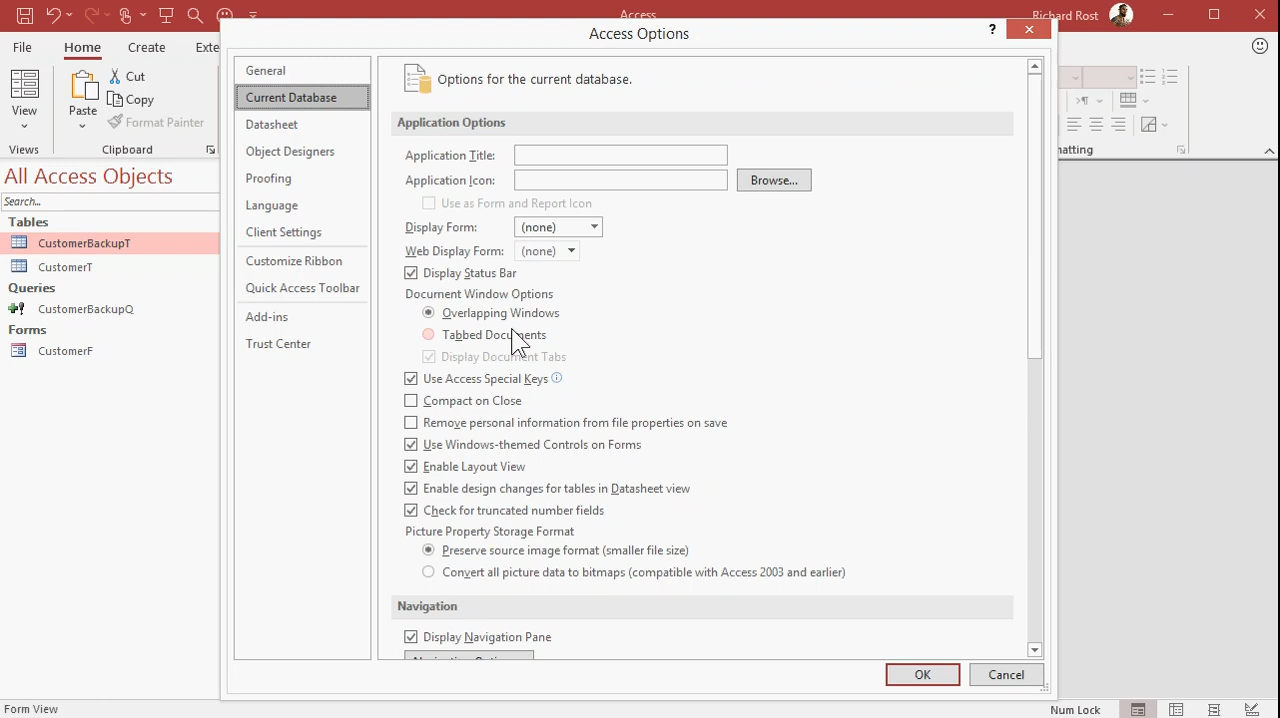 Access
Richard Rost
Access Options
?
File
Home
Create
Exte
View
Paste
Cut
Copy
Format Painter
Views
Clipboard
matting
All Access Objects
Search...
Tables
CustomerBackupT
CustomerT
Queries
CustomerBackupQ
Forms
CustomerF
General
Current Database
Datasheet
Object Designers
Proofing
Language
Client Settings
Customize Ribbon
Quick Access Toolbar
Add-ins
Trust Center
Options for the current database.
Application Options
Application Title:
Application Icon:
Browse...
Use as Form and Report Icon
Display Form:
(none)
Web Display Form:
(none)
Display Status Bar
Document Window Options
Overlapping Windows
Tabbed Documents
Display Document Tabs
Use Access Special Keys
Compact on Close
Remove personal information from file properties on save
Use Windows-themed Controls on Forms
Enable Layout View
Enable design changes for tables in Datasheet view
Check for truncated number fields
Picture Property Storage Format
Preserve source image format (smaller file size)
Convert all picture data to bitmaps (compatible with Access 2003 and earlier)
Navigation
Display Navigation Pane
OK
Cancel
Form View
Num Lock